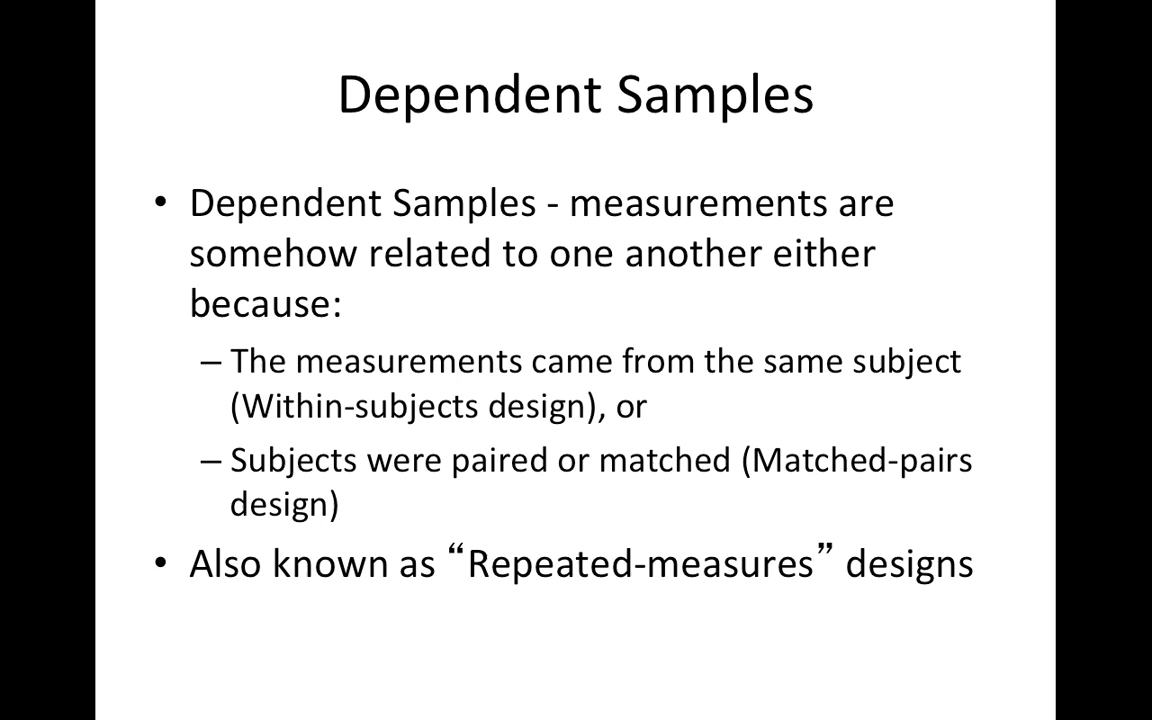 Dependent Samples
• Dependent Samples - measurements are
somehow related to one another either
because:
– The measurements came from the same subject
(Within-subjects design), or
– Subjects were paired or matched (Matched-pairs
design)
• Also known as “Repeated-measures” designs